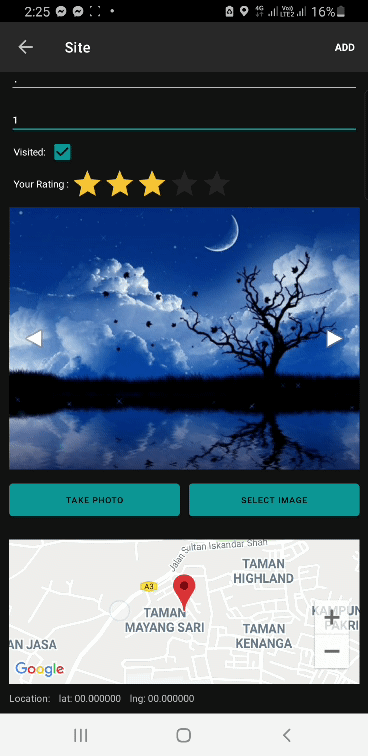 2:25 4G Vo)) LTE2 16%
Site ADD
1
Visited:
Your Rating :
TAKE PHOTO SELECT IMAGE
Jalan Sultan Iskandar Shah
TAMAN
HIGHLAND
A3
TAMAN
MAYANG SARI
KAMPUN
PAKRI
+
AN JASA
TAMAN
KENANGA
−
Google
Location: lat: 00.000000 lng: 00.000000